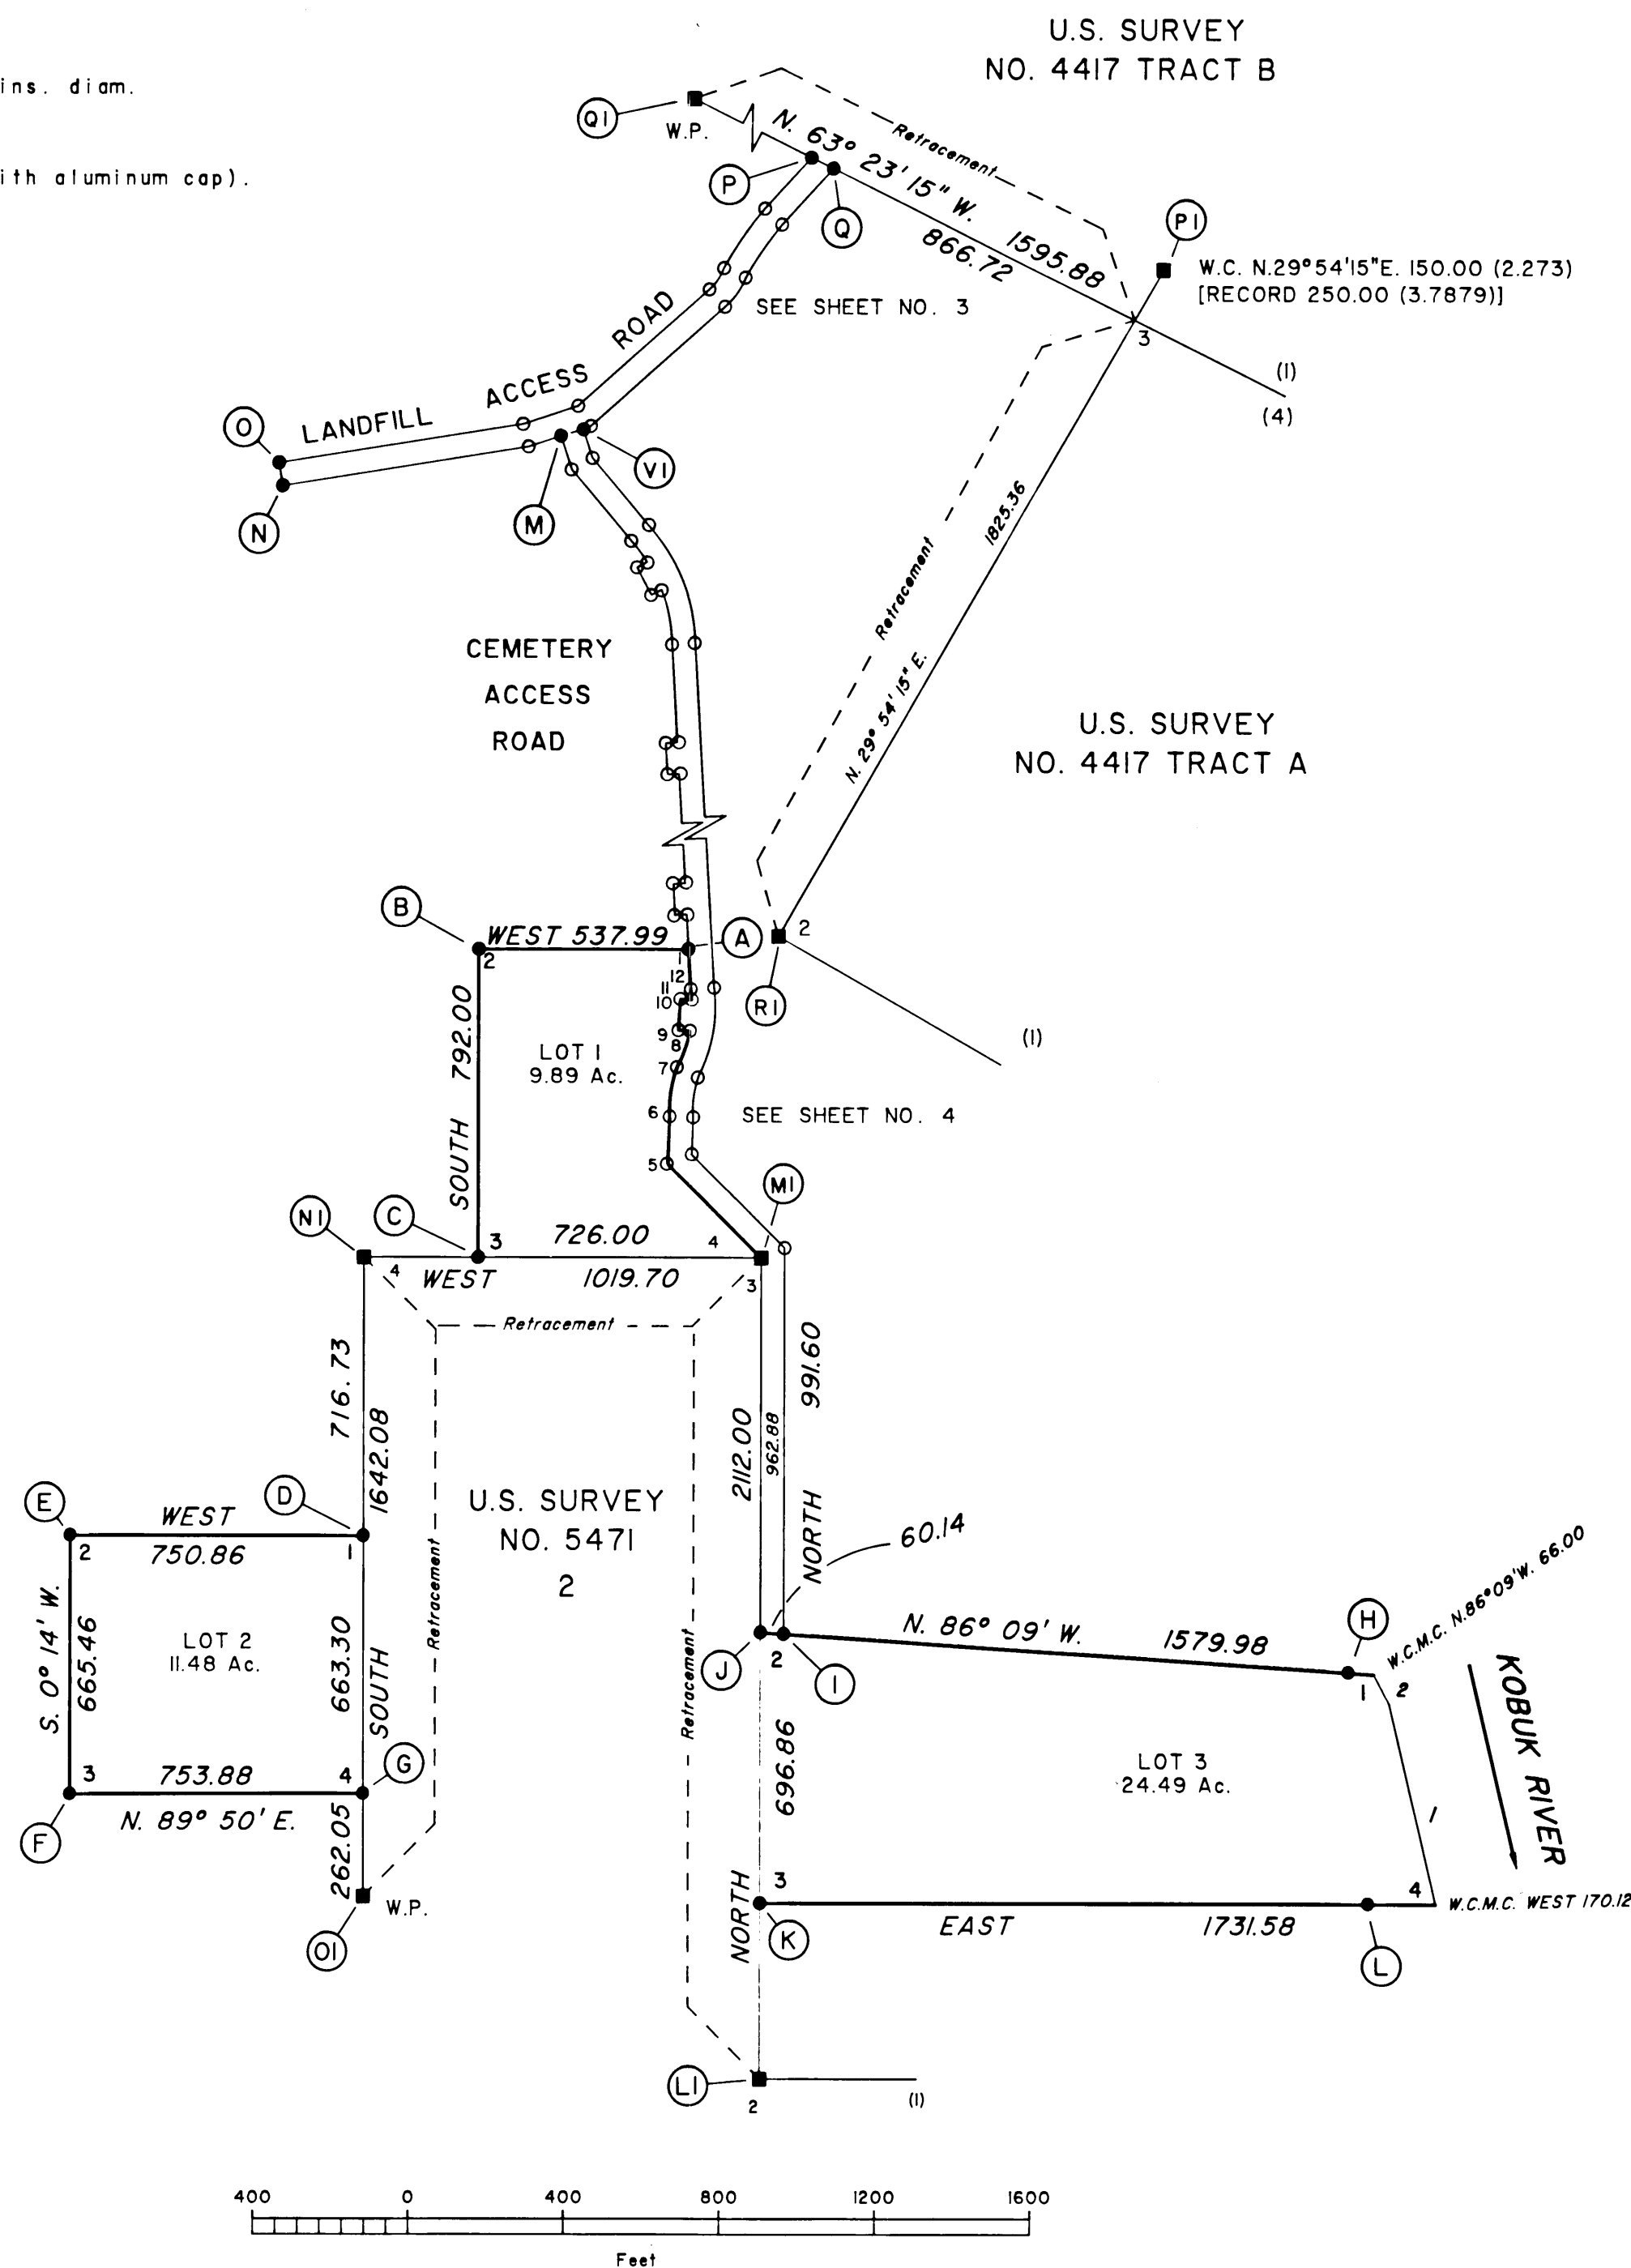 U.S. SURVEY
NO. 4417 TRACT B
ins. diam.
ith aluminum cap).
Q1
W.P.
N. 63° 23' 15" W.
1595.88
866.72
Retracement
P
Q
P1
W.C. N.29°54'15"E. 150.00 (2.273)
[RECORD 250.00 (3.7879)]
SEE SHEET NO. 3
3
(1)
(4)
LANDFILL ACCESS ROAD
O
N
M
V1
1825.36
Retracement
N. 29° 54' 15" E.
CEMETERY
ACCESS
ROAD
U.S. SURVEY
NO. 4417 TRACT A
B
WEST 537.99
A
2
2
R1
(1)
12
11
10
9
8
7
6
5
SOUTH 792.00
LOT 1
9.89 Ac.
SEE SHEET NO. 4
M1
N1
C
3
726.00
4
4
WEST 1019.70
3
Retracement
716.73
1642.08
991.60
2112.00
962.88
NORTH
60.14
E
D
WEST
750.86
2
1
U.S. SURVEY
NO. 5471
2
Retracement
S. 0° 14' W.
665.46
LOT 2
11.48 Ac.
663.30
SOUTH
N. 86° 09' W. 1579.98
H
W.C.M.C. N.86°09'W. 66.00
J
2
I
1
2
Retracement
KOBUK RIVER
3
753.88
4
G
F
N. 89° 50' E.
262.05
696.86
LOT 3
24.49 Ac.
1
W.P.
O1
NORTH
3
4
W.C.M.C. WEST 170.12
K
EAST 1731.58
L
L1
2
(1)
400 0 400 800 1200 1600
Feet